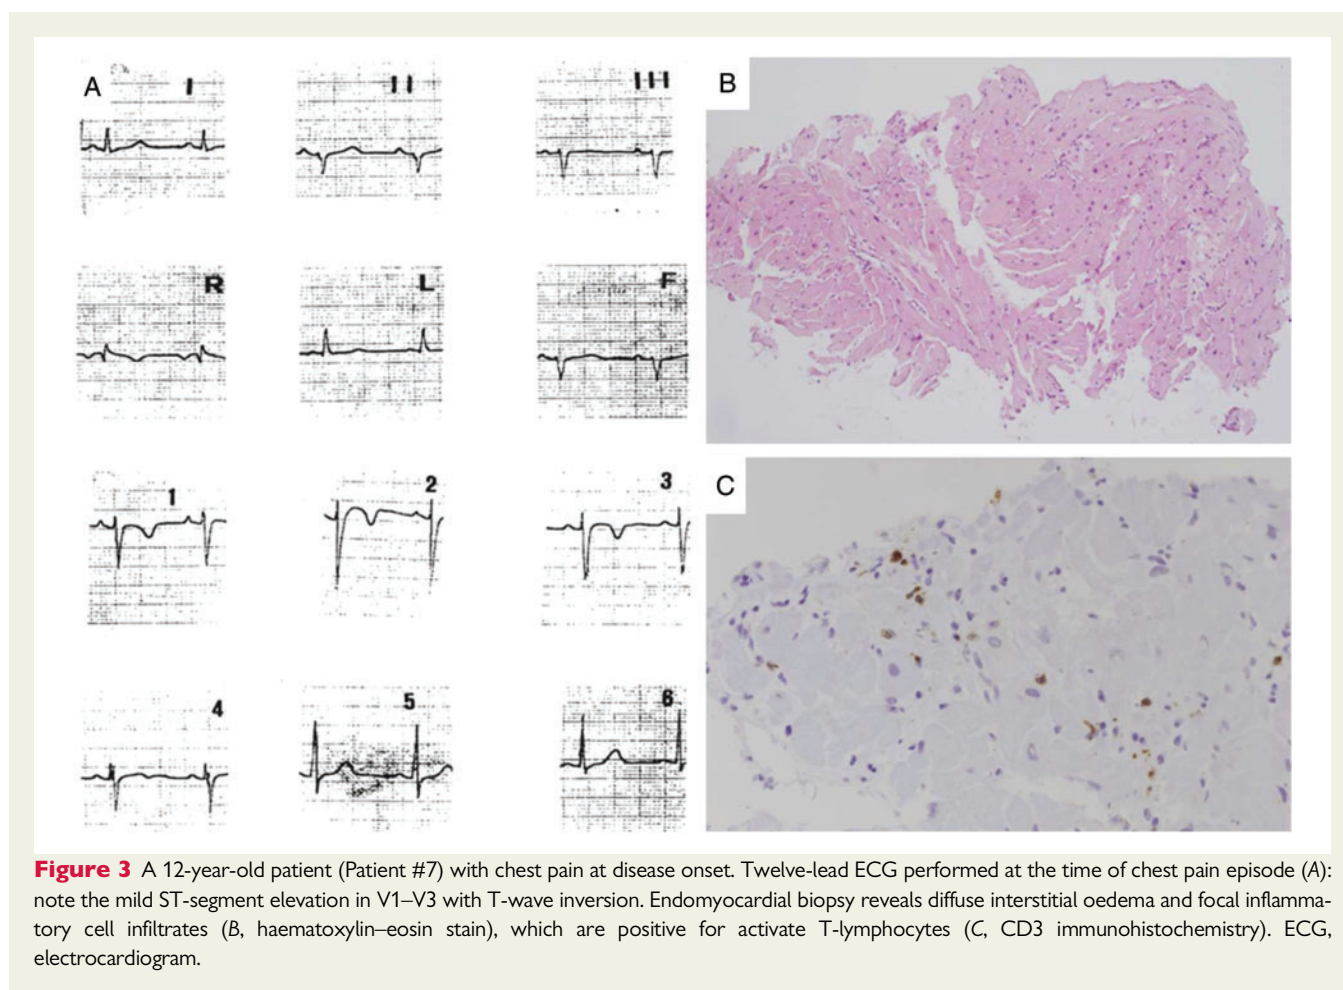 A
I
II
III
B
R
L
F
1
2
3
C
4
5
6
Figure 3 A 12-year-old patient (Patient #7) with chest pain at disease onset. Twelve-lead ECG performed at the time of chest pain episode (A):
note the mild ST-segment elevation in V1–V3 with T-wave inversion. Endomyocardial biopsy reveals diffuse interstitial oedema and focal inflamma-
tory cell infiltrates (B, haematoxylin–eosin stain), which are positive for activate T-lymphocytes (C, CD3 immunohistochemistry). ECG,
electrocardiogram.